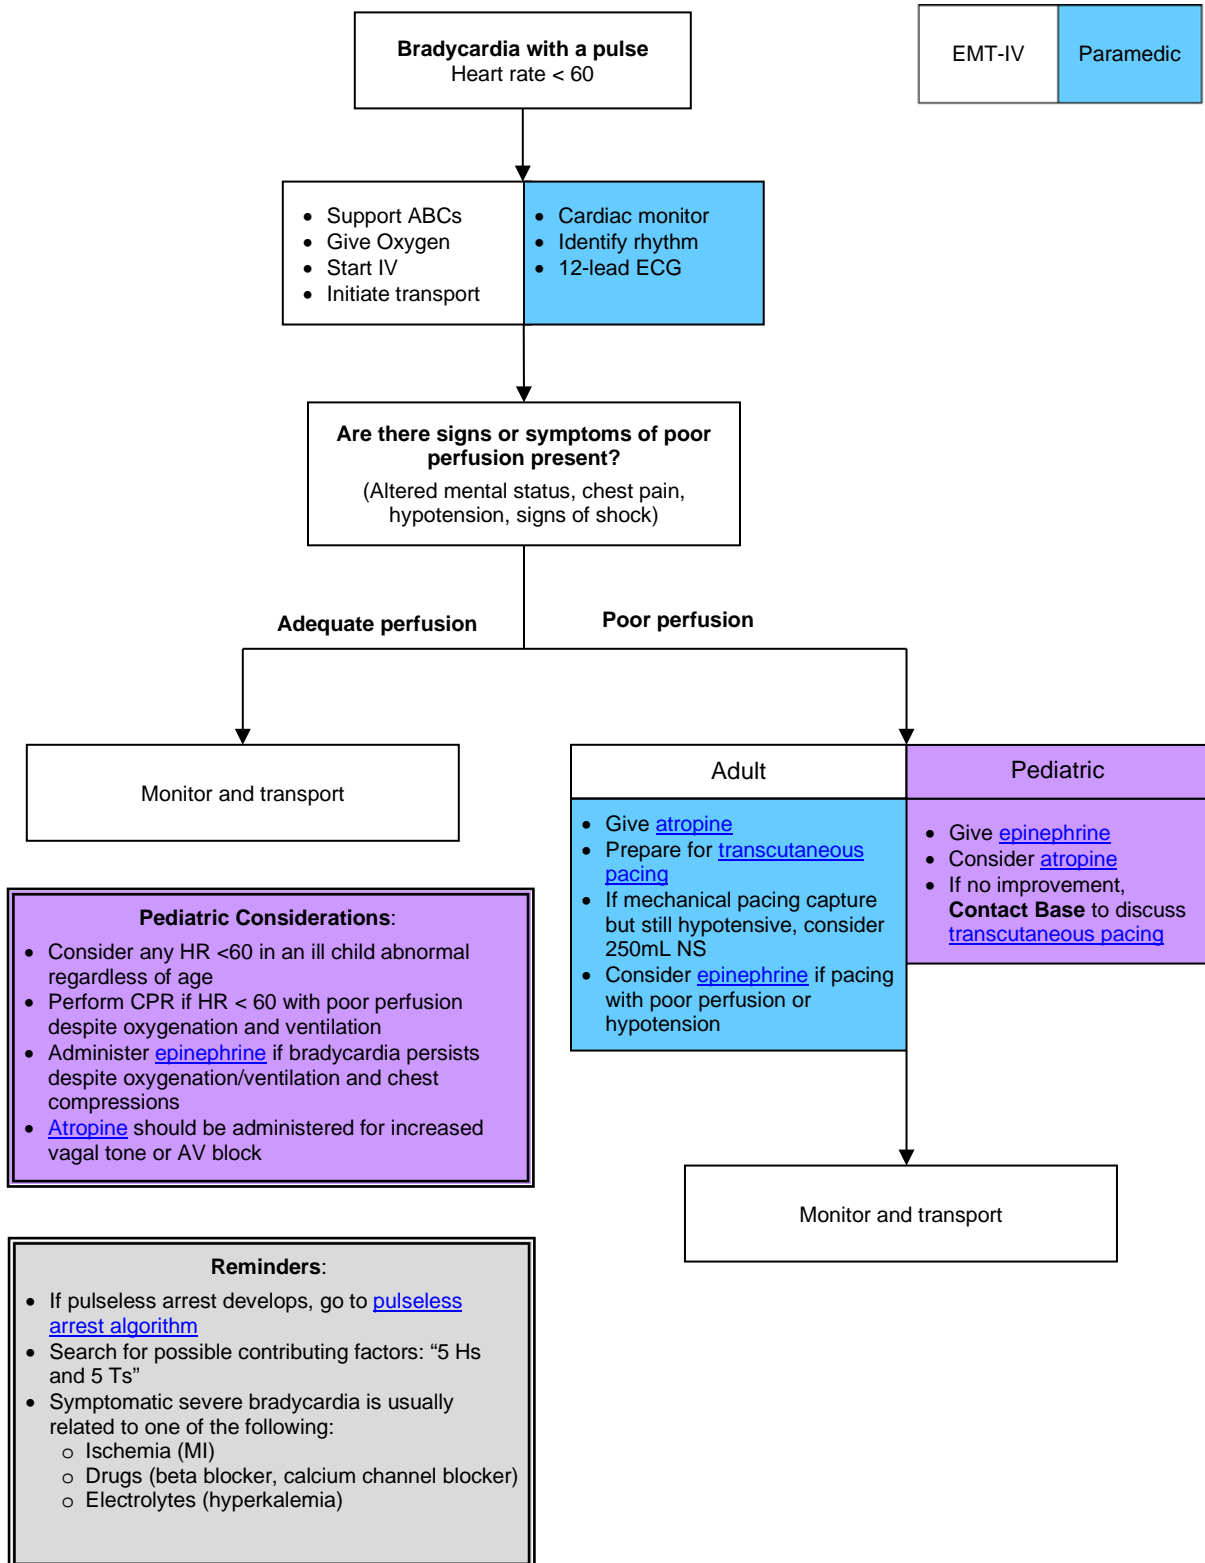 Bradycardia with a pulse
Heart rate < 60
EMT-IV
Paramedic
• Support ABCs
• Give Oxygen
• Start IV
• Initiate transport
• Cardiac monitor
• Identify rhythm
• 12-lead ECG
Are there signs or symptoms of poor
perfusion present?
(Altered mental status, chest pain,
hypotension, signs of shock)
Adequate perfusion
Poor perfusion
Monitor and transport
Adult
• Give atropine
• Prepare for transcutaneous
pacing
• If mechanical pacing capture
but still hypotensive, consider
250mL NS
• Consider epinephrine if pacing
with poor perfusion or
hypotension
Pediatric
• Give epinephrine
• Consider atropine
• If no improvement,
Contact Base to discuss
transcutaneous pacing
Monitor and transport
Pediatric Considerations:
• Consider any HR <60 in an ill child abnormal
regardless of age
• Perform CPR if HR < 60 with poor perfusion
despite oxygenation and ventilation
• Administer epinephrine if bradycardia persists
despite oxygenation/ventilation and chest
compressions
• Atropine should be administered for increased
vagal tone or AV block
Reminders:
• If pulseless arrest develops, go to pulseless
arrest algorithm
• Search for possible contributing factors: “5 Hs
and 5 Ts”
• Symptomatic severe bradycardia is usually
related to one of the following:
o Ischemia (MI)
o Drugs (beta blocker, calcium channel blocker)
o Electrolytes (hyperkalemia)